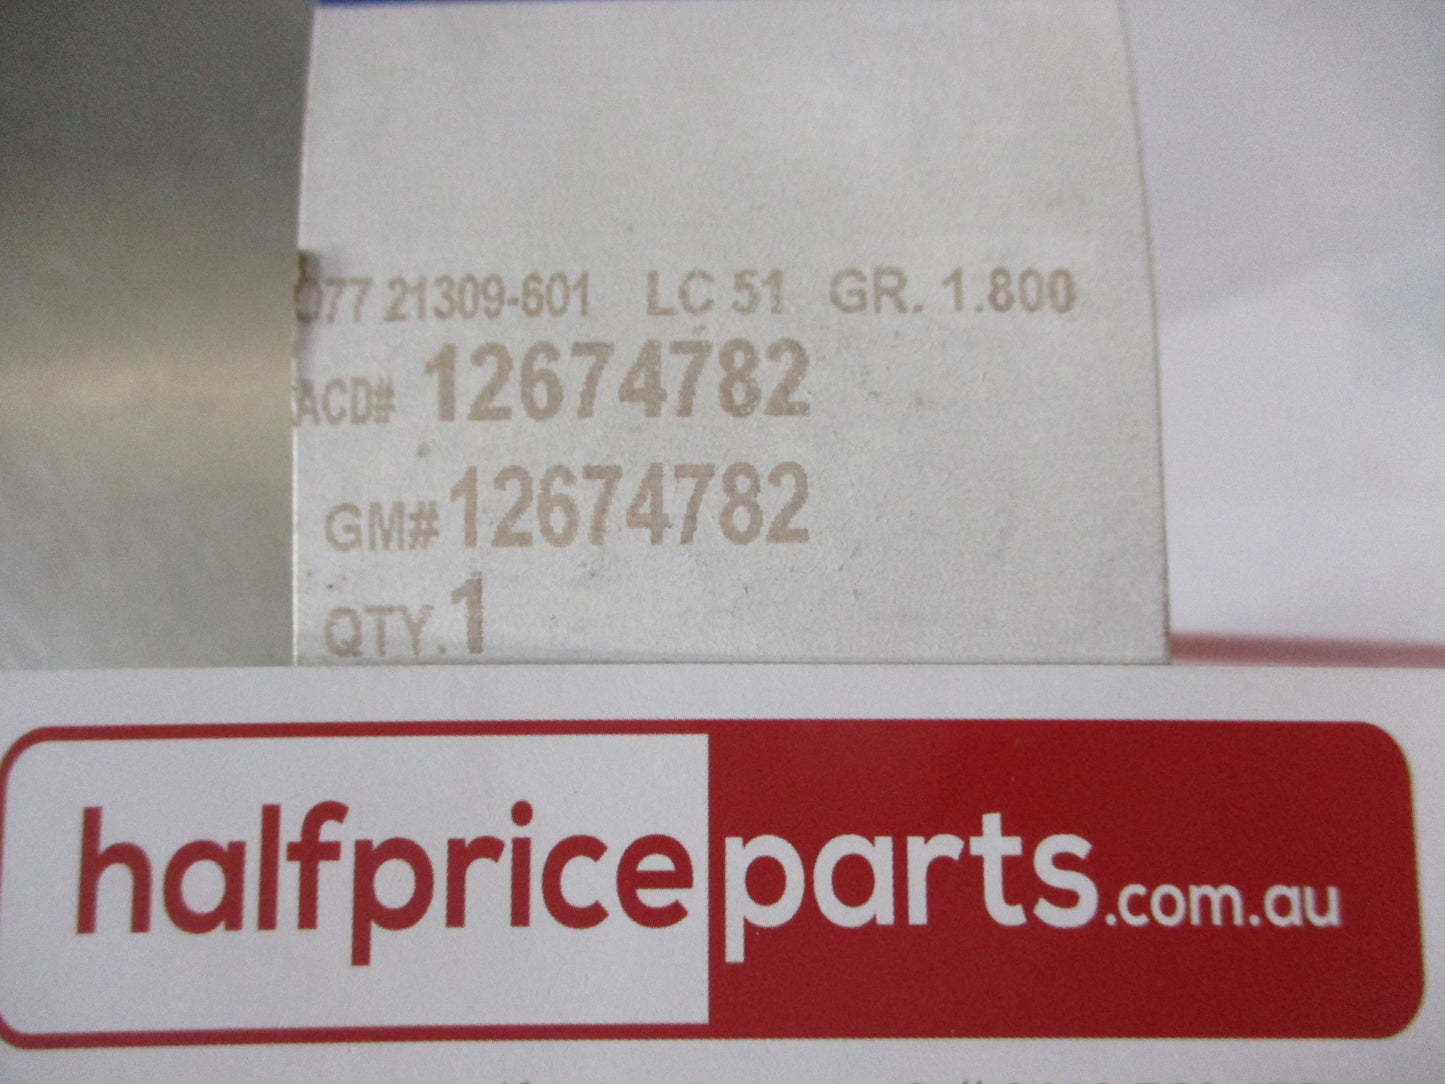 077 21309-601 LC 51 GR. 1.800
ACD# 12674782
GM# 12674782
QTY. 1
halfpriceparts.com.au